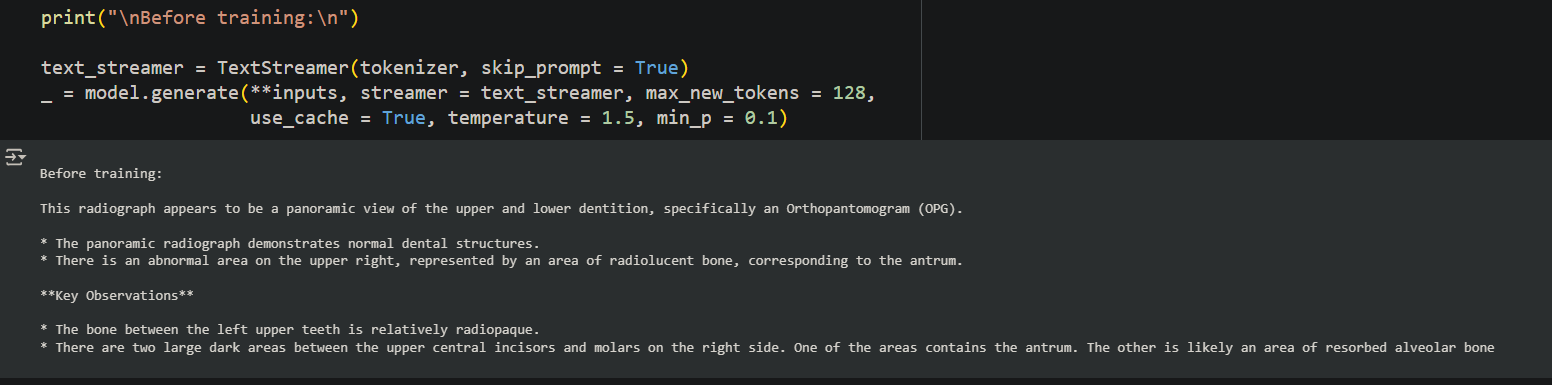 print("\nBefore training:\n")
text_streamer = TextStreamer(tokenizer, skip_prompt = True)
_ = model.generate(**inputs, streamer = text_streamer, max_new_tokens = 128,
use_cache = True, temperature = 1.5, min_p = 0.1)
Before training:
This radiograph appears to be a panoramic view of the upper and lower dentition, specifically an Orthopantomogram (OPG).
* The panoramic radiograph demonstrates normal dental structures.
* There is an abnormal area on the upper right, represented by an area of radiolucent bone, corresponding to the antrum.
**Key Observations**
* The bone between the left upper teeth is relatively radiopaque.
* There are two large dark areas between the upper central incisors and molars on the right side. One of the areas contains the antrum. The other is likely an area of resorbed alveolar bone